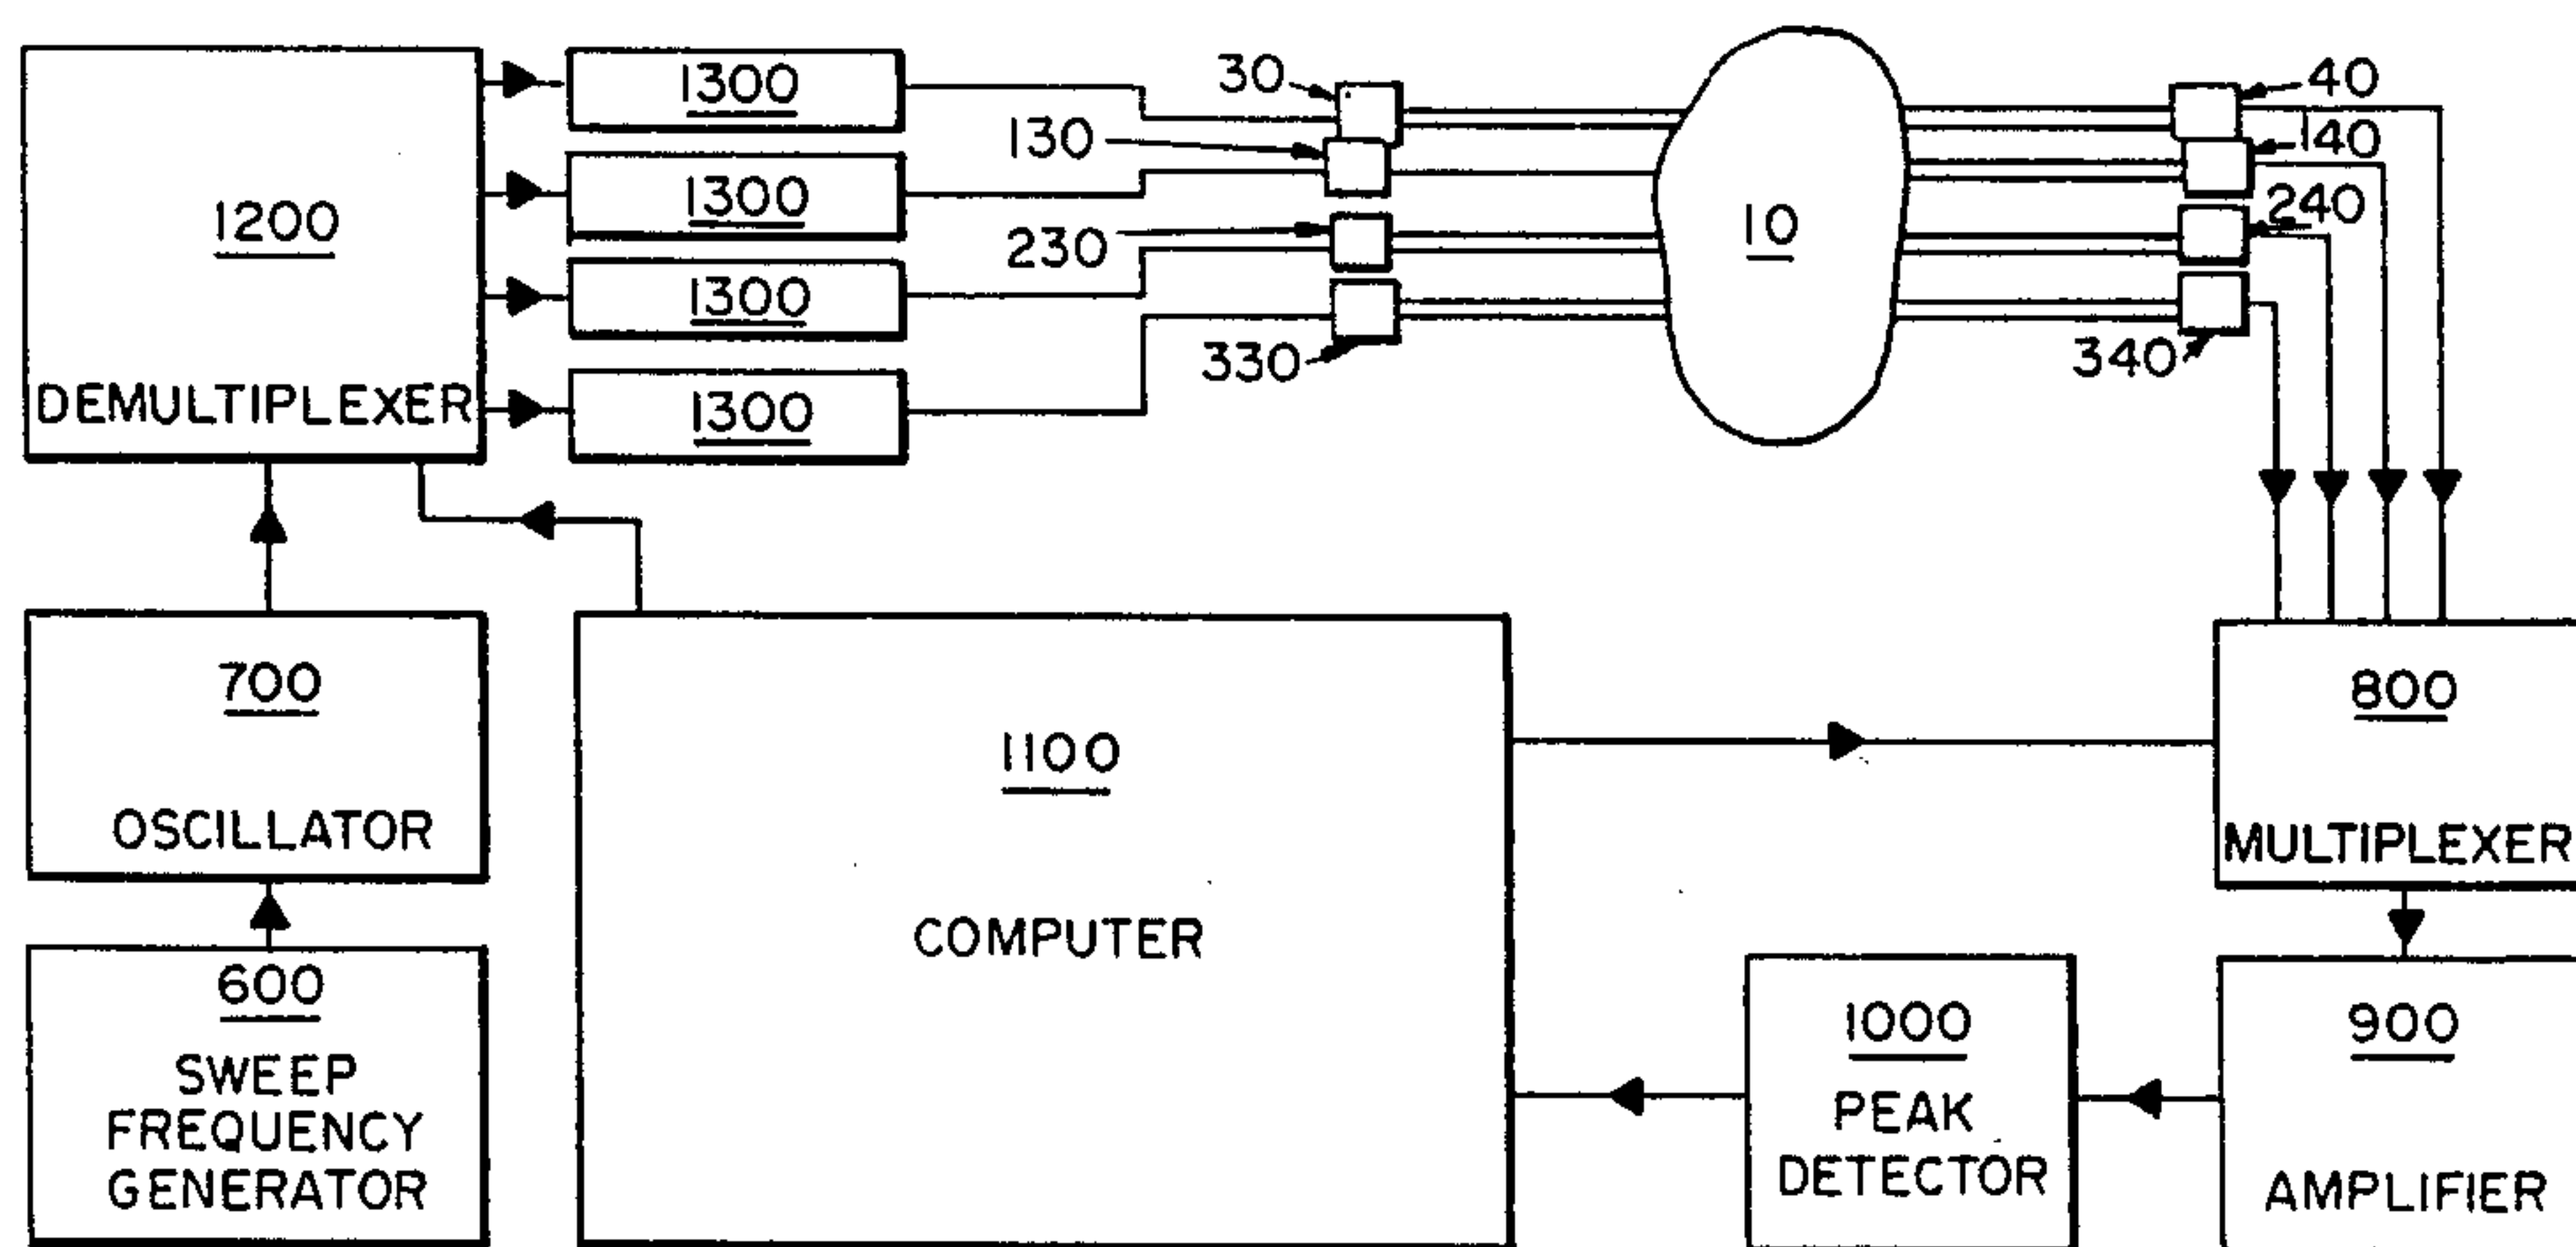 1200
DEMULTIPLEXER
1300
1300
1300
1300
30
130
230
330
10
40
140
240
340
700
OSCILLATOR
600
SWEEP
FREQUENCY
GENERATOR
1100
COMPUTER
800
MULTIPLEXER
1000
PEAK
DETECTOR
900
AMPLIFIER